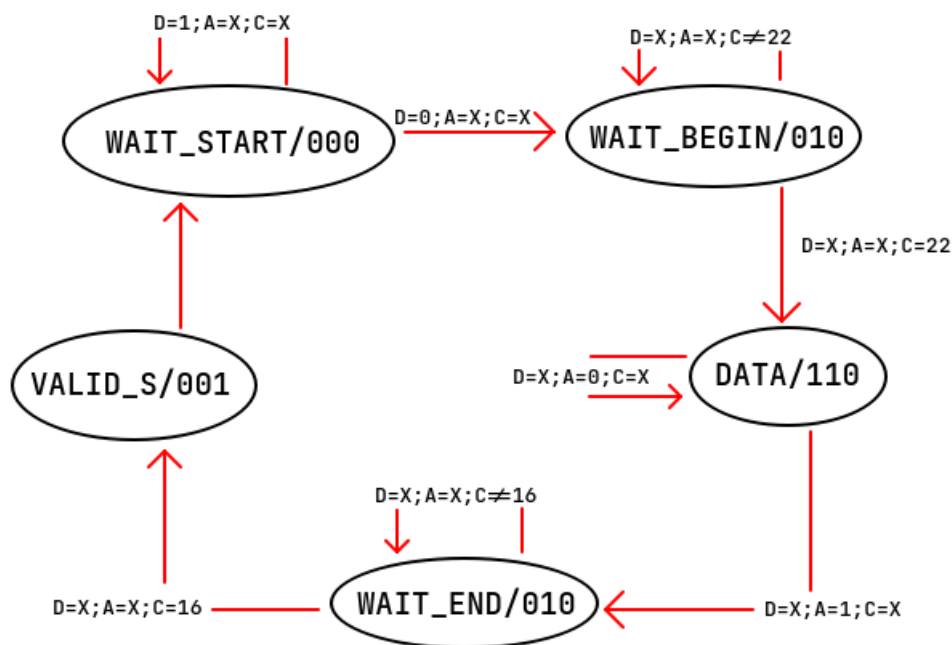 D=1;A=X;C=X
D=X;A=X;C≠22
D=0;A=X;C=X
WAIT_START/000
WAIT_BEGIN/010
D=X;A=X;C=22
VALID_S/001
D=X;A=0;C=X
DATA/110
D=X;A=X;C≠16
WAIT_END/010
D=X;A=X;C=16
D=X;A=1;C=X